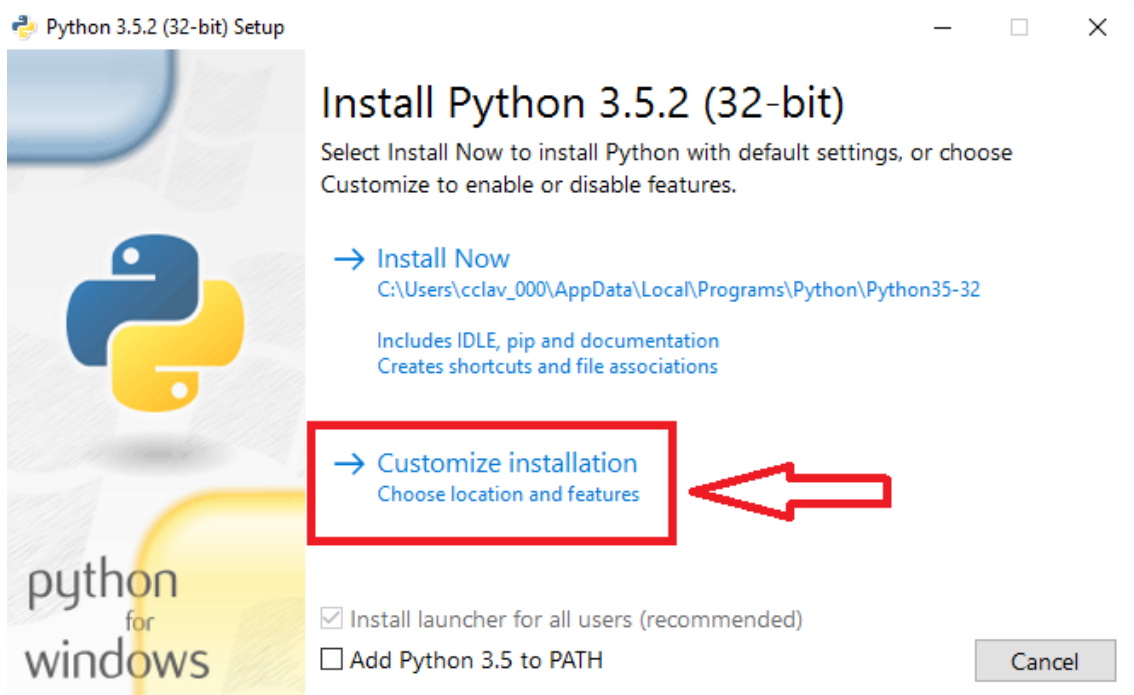 Python 3.5.2 (32-bit) Setup
Install Python 3.5.2 (32-bit)
Select Install Now to install Python with default settings, or choose
Customize to enable or disable features.
Install Now
C:\Users\cclav_000\AppData\Local\Programs\Python\Python35-32
Includes IDLE, pip and documentation
Creates shortcuts and file associations
Customize installation
Choose location and features
python
for
windows
Install launcher for all users (recommended)
Add Python 3.5 to PATH
Cancel